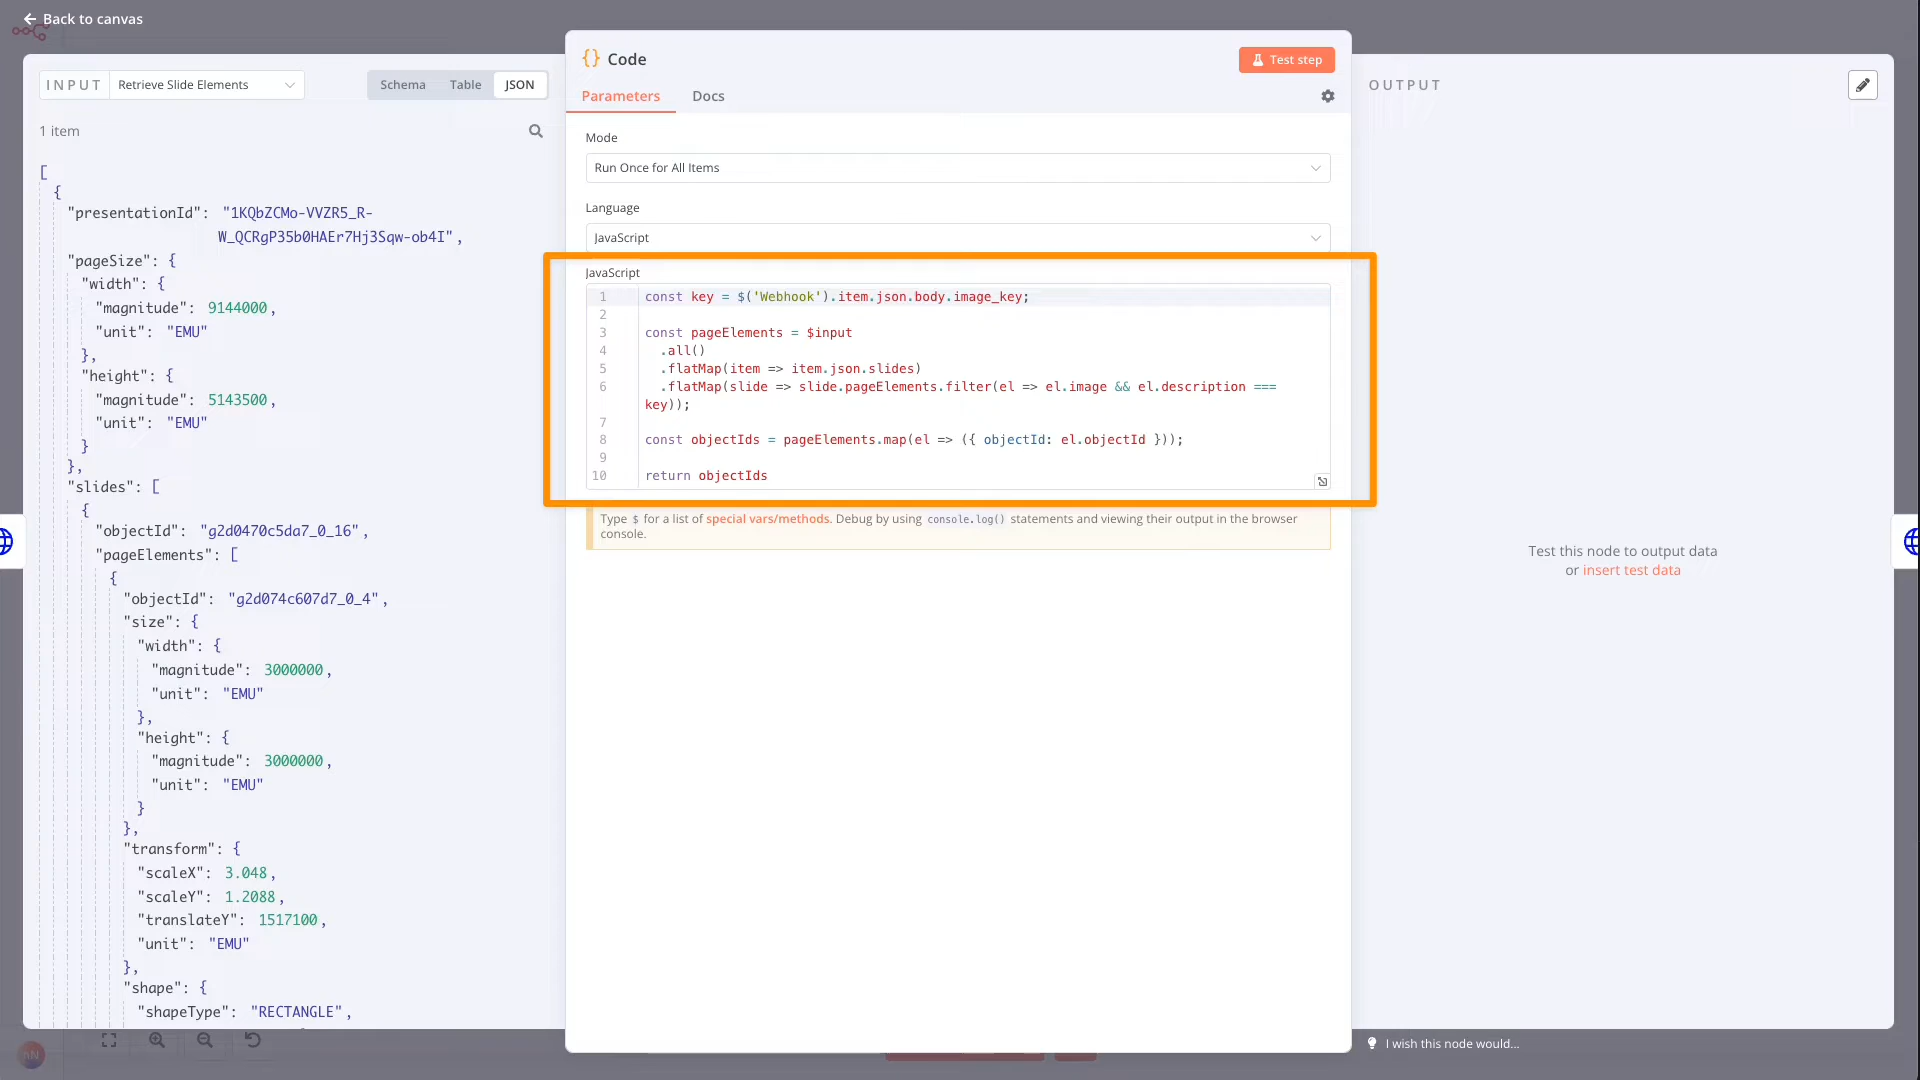 Back to canvas
INPUT
Retrieve Slide Elements
Schema
Table
JSON
1 item
[
{
"presentationId": "1KQbZCMo-VVZR5_R-
W_QCRgP35b0HAEr7Hj3Sqw-ob4I",
"pageSize": {
"width": {
"magnitude": 9144000,
"unit": "EMU"
},
"height": {
"magnitude": 5143500,
"unit": "EMU"
}
},
"slides": [
{
"objectId": "g2d0470c5da7_0_16",
"pageElements": [
{
"objectId": "g2d074c607d7_0_4",
"size": {
"width": {
"magnitude": 3000000,
"unit": "EMU"
},
"height": {
"magnitude": 3000000,
"unit": "EMU"
}
},
"transform": {
"scaleX": 3.048,
"scaleY": 1.2088,
"translateY": 1517100,
"unit": "EMU"
},
"shape": {
"shapeType": "RECTANGLE",
{} Code
Test step
Parameters
Docs
Mode
Run Once for All Items
Language
JavaScript
JavaScript
1 const key = $('Webhook').item.json.body.image_key;
2
3 const pageElements = $input
4 .all()
5 .flatMap(item => item.json.slides)
6 .flatMap(slide => slide.pageElements.filter(el => el.image && el.description ===
key));
7
8 const objectIds = pageElements.map(el => ({ objectId: el.objectId }));
9
10 return objectIds
Type $ for a list of special vars/methods. Debug by using console.log() statements and viewing their output in the browser
console.
OUTPUT
Test this node to output data
or insert test data
I wish this node would...
nN